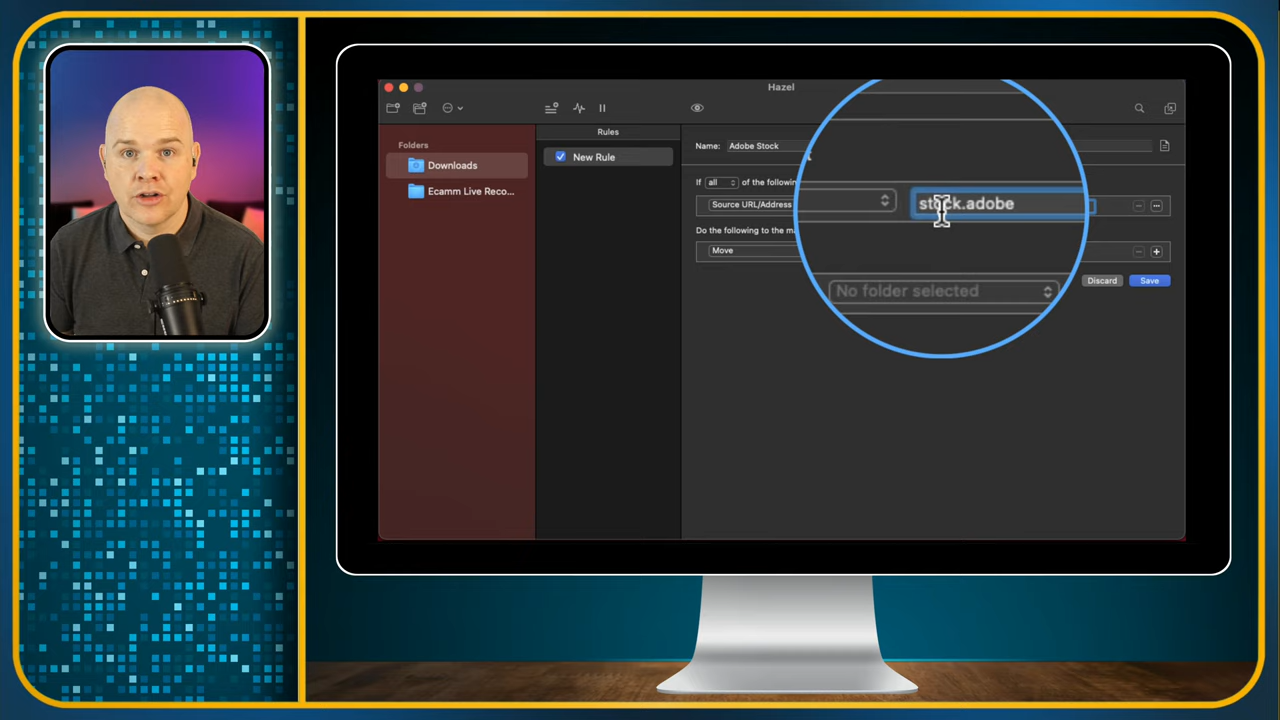 Hazel
Folders
Downloads
Ecamm Live Reco...
Rules
New Rule
Name: Adobe Stock
If all of the followin
Source URL/Address
stock.adobe
Do the following to the ma
Move
No folder selected
Discard
Save